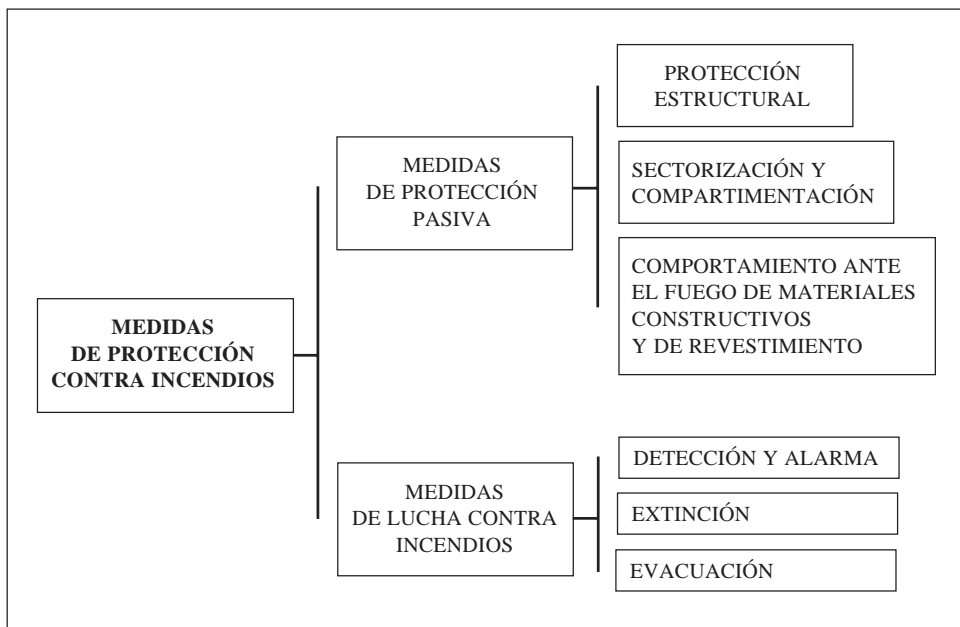 MEDIDAS
DE PROTECCIÓN
CONTRA INCENDIOS
MEDIDAS
DE PROTECCIÓN
PASIVA
PROTECCIÓN
ESTRUCTURAL
SECTORIZACIÓN Y
COMPARTIMENTACIÓN
COMPORTAMIENTO ANTE
EL FUEGO DE MATERIALES
CONSTRUCTIVOS
Y DE REVESTIMIENTO
MEDIDAS
DE LUCHA CONTRA
INCENDIOS
DETECCIÓN Y ALARMA
EXTINCIÓN
EVACUACIÓN